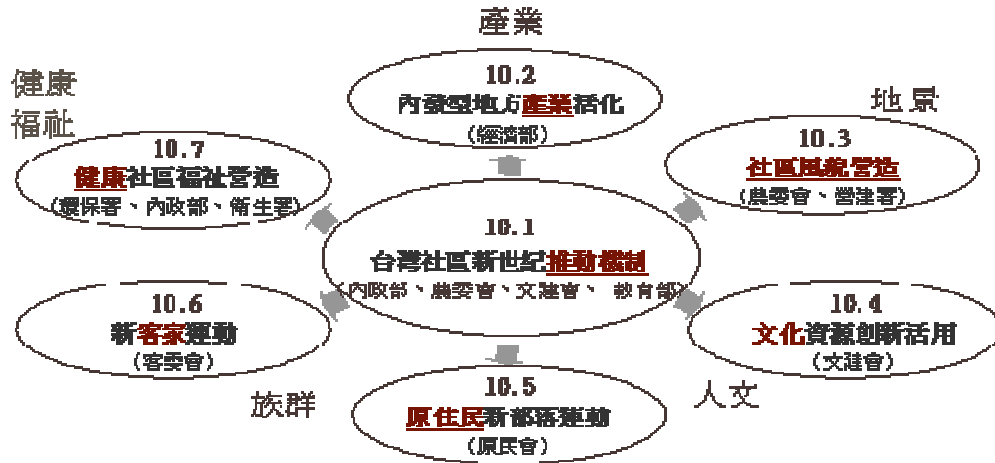 產業
10.2
內發型地方產業活化
(經濟部)
健康
福祉
10.7
健康社區福祉營造
(環保署、內政部、衛生署)
地景
10.3
社區風貌營造
(農委會、營建署)
10.1
台灣社區新世紀推動機制
(內政部、農委會、文建會、 教育部)
10.6
新客家運動
(客委會)
族群
10.4
文化資源創新活用
(文建會)
人文
10.5
原住民新部落運動
(原民會)